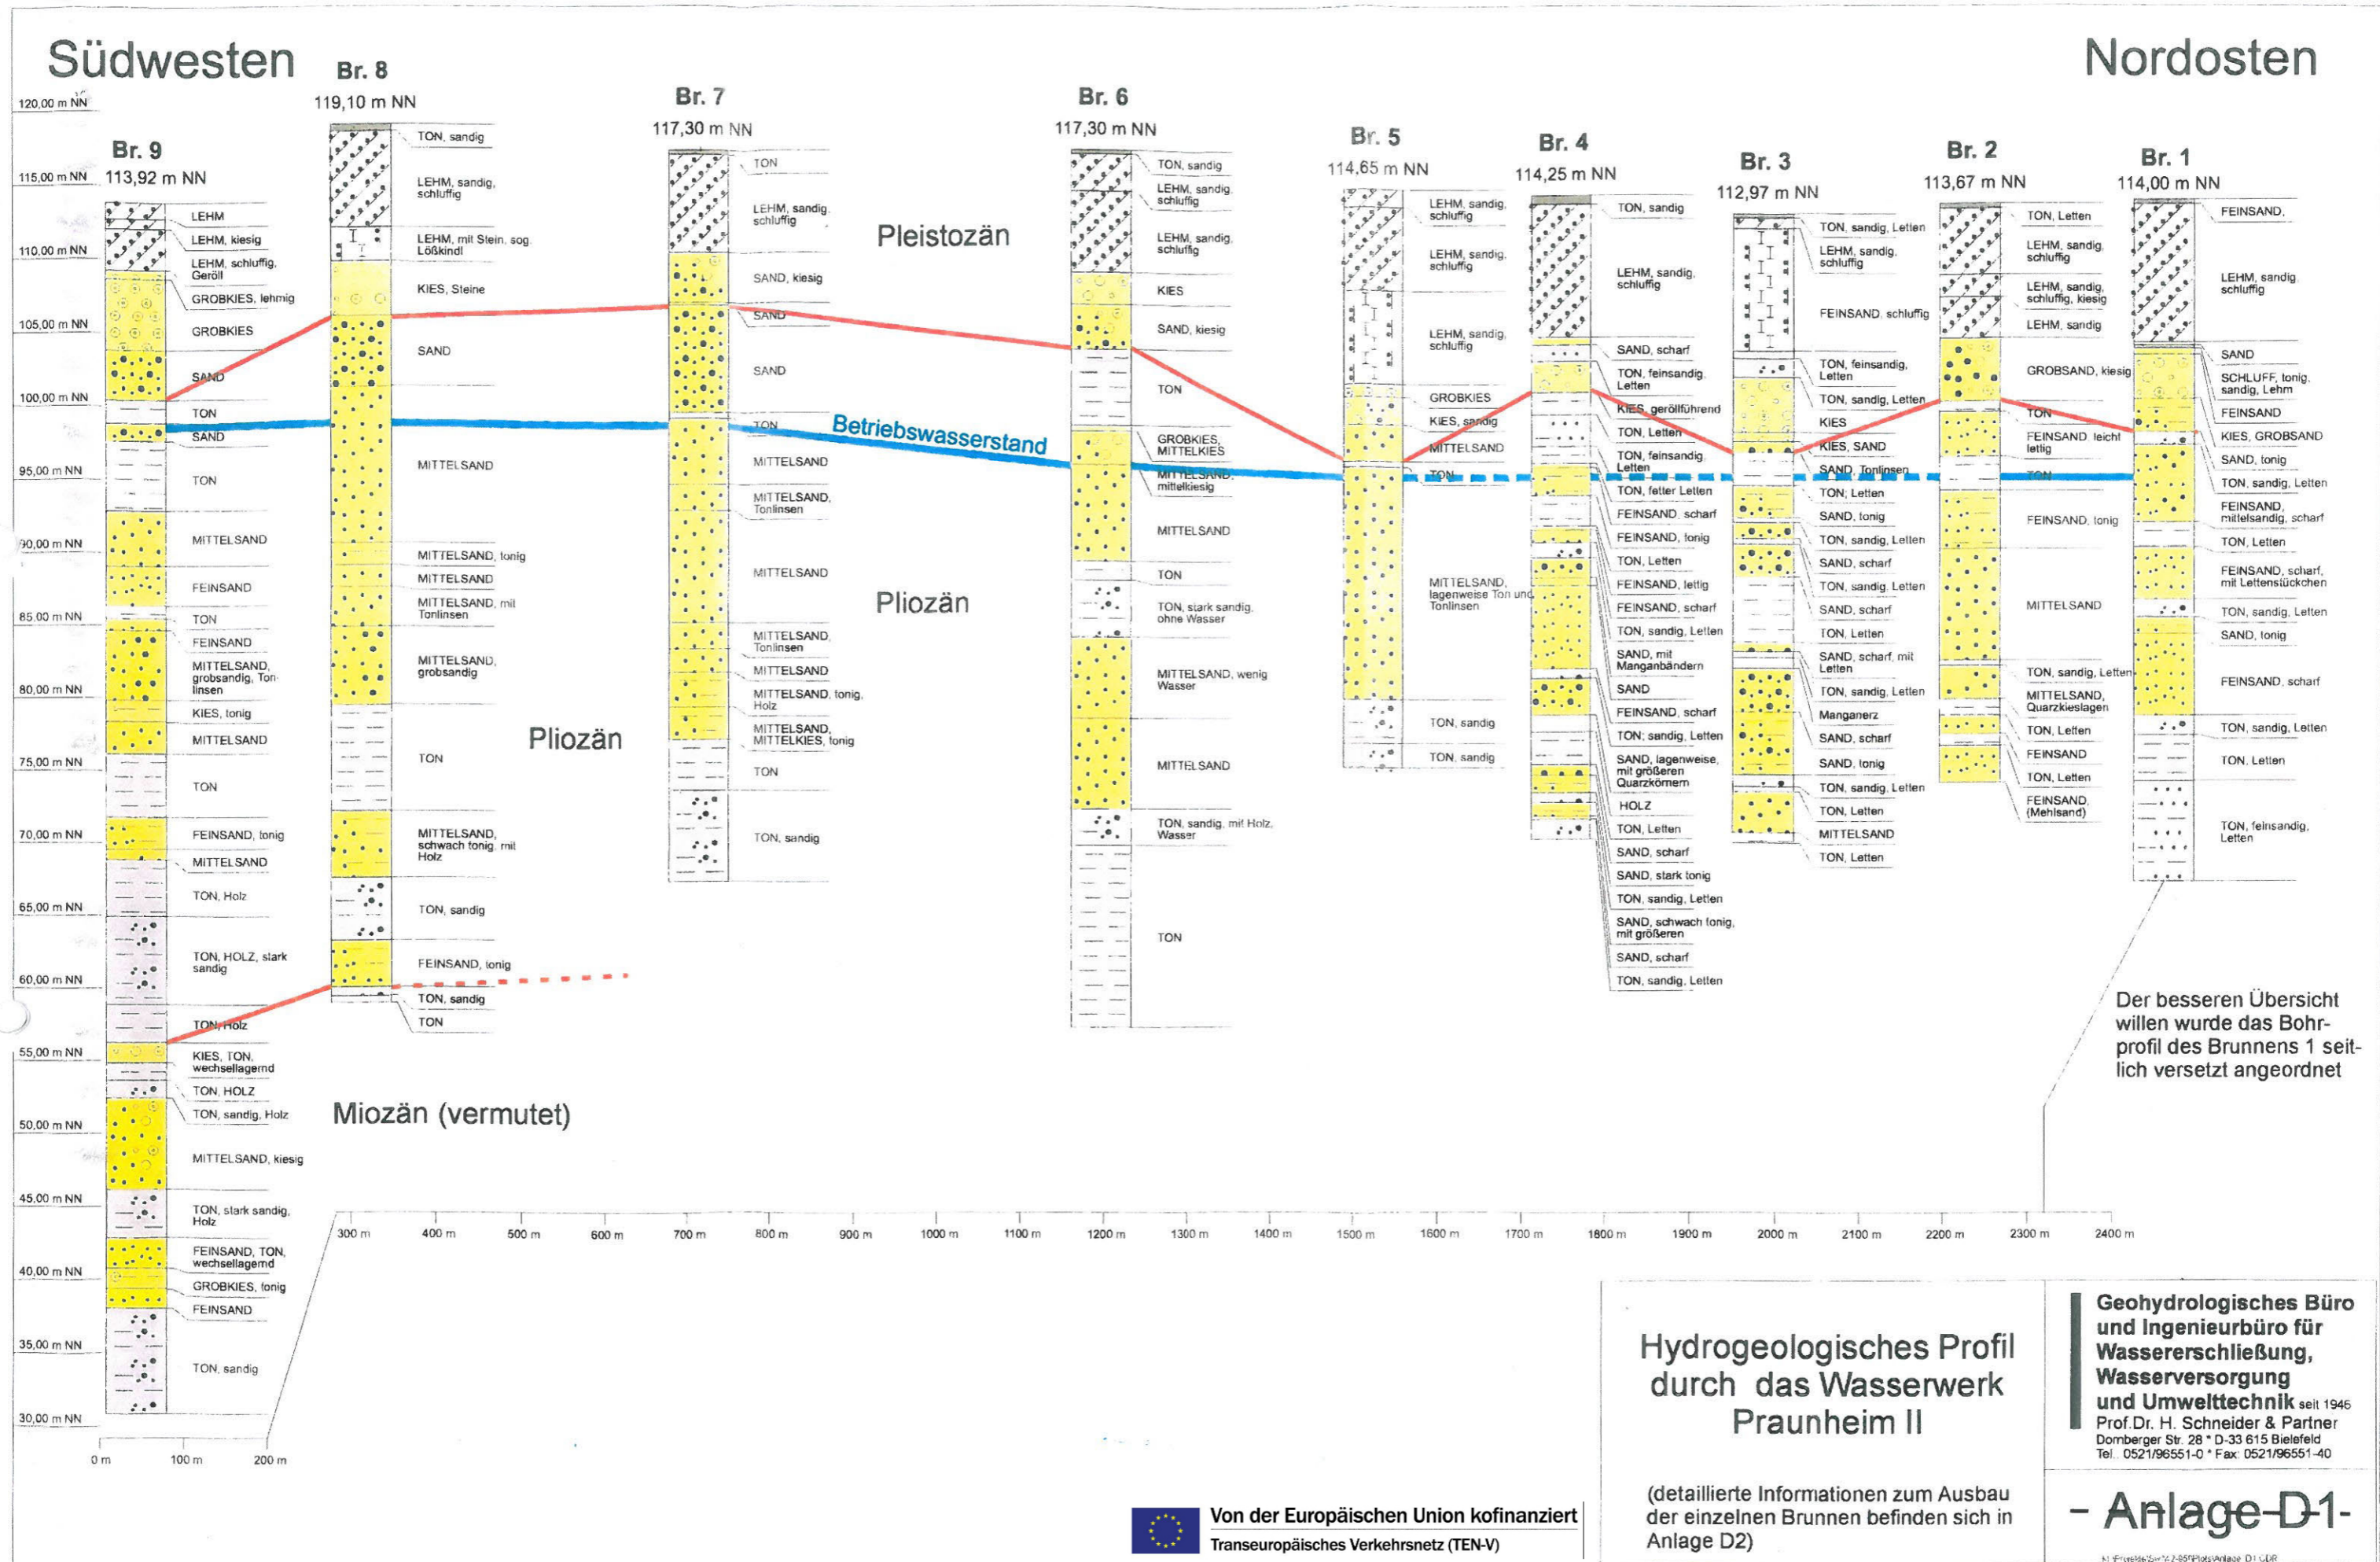 Südwesten
Nordosten
120,00 m NN
115,00 m NN
110,00 m NN
105,00 m NN
100,00 m NN
95,00 m NN
90,00 m NN
85,00 m NN
80,00 m NN
75,00 m NN
70,00 m NN
65,00 m NN
60,00 m NN
55,00 m NN
50,00 m NN
45,00 m NN
40,00 m NN
35,00 m NN
30,00 m NN
Br. 9
113,92 m NN
LEHM
LEHM, kiesig
LEHM, schluffig,
Geröll
GROBKIES, lehmig
GROBKIES
SAND
TON
SAND
TON
MITTELSAND
FEINSAND
TON
FEINSAND
MITTELSAND,
grobsandig, Ton-
linsen
KIES, tonig
MITTELSAND
TON
FEINSAND, tonig
MITTELSAND
TON, Holz
TON, HOLZ, stark
sandig
TON, Holz
KIES, TON,
wechsellagernd
TON, HOLZ
TON, sandig, Holz
MITTELSAND, kiesig
TON, stark sandig,
Holz
FEINSAND, TON,
wechsellagernd
GROBKIES, tonig
FEINSAND
TON, sandig
Br. 8
119,10 m NN
TON, sandig
LEHM, sandig,
schluffig
LEHM, mit Stein, sog.
Lößkindl
KIES, Steine
SAND
MITTELSAND
MITTELSAND, tonig
MITTELSAND
MITTELSAND, mit
Tonlinsen
MITTELSAND,
grobsandig
TON
MITTELSAND,
schwach tonig, mit
Holz
TON, sandig
FEINSAND, tonig
TON, sandig
TON
Br. 7
117,30 m NN
TON
LEHM, sandig,
schluffig
SAND, kiesig
SAND
SAND
TON
MITTELSAND
MITTELSAND,
Tonlinsen
MITTELSAND
MITTELSAND,
Tonlinsen
MITTELSAND
MITTELSAND, tonig,
Holz
MITTELSAND,
MITTELKIES, tonig
TON
TON, sandig
Pleistozän
Betriebswasserstand
Pliozän
Pliozän
Miozän (vermutet)
Br. 6
117,30 m NN
TON, sandig
LEHM, sandig,
schluffig
LEHM, sandig,
schluffig
KIES
SAND, kiesig
TON
GROBKIES,
MITTELKIES
MITTELSAND,
mittelkiesig
MITTELSAND
TON
TON, stark sandig,
ohne Wasser
MITTELSAND, wenig
Wasser
MITTELSAND
TON, sandig, mit Holz,
Wasser
TON
Br. 5
114,65 m NN
LEHM, sandig,
schluffig
LEHM, sandig,
schluffig
LEHM, sandig,
schluffig
GROBKIES
KIES, sandig
MITTELSAND
TON
MITTELSAND,
lagenweise Ton und
Tonlinsen
TON, sandig
TON, sandig
Br. 4
114,25 m NN
TON, sandig
LEHM, sandig,
schluffig
SAND, scharf
TON, feinsandig,
Letten
KIES, geröllführend
TON, Letten
TON, feinsandig,
Letten
TON, fetter Letten
FEINSAND, scharf
FEINSAND, tonig
TON, Letten
FEINSAND, lettig
FEINSAND, scharf
TON, sandig, Letten
SAND, mit
Manganbändern
SAND
FEINSAND, scharf
TON, sandig, Letten
SAND, lagenweise,
mit größeren
Quarzkörnern
HOLZ
TON, Letten
SAND, scharf
SAND, stark tonig
TON, sandig, Letten
SAND, schwach tonig,
mit größeren
SAND, scharf
TON, sandig, Letten
Br. 3
112,97 m NN
TON, sandig, Letten
LEHM, sandig,
schluffig
FEINSAND, schluffig
TON, feinsandig,
Letten
TON, sandig, Letten
KIES
KIES, SAND
SAND, Tonlinsen
TON, Letten
SAND, tonig
TON, sandig, Letten
SAND, scharf
TON, sandig, Letten
SAND, scharf
TON, Letten
SAND, scharf, mit
Letten
TON, sandig, Letten
Manganerz
SAND, scharf
SAND, tonig
TON, sandig, Letten
TON, Letten
MITTELSAND
TON, Letten
Br. 2
113,67 m NN
TON, Letten
LEHM, sandig,
schluffig
LEHM, sandig,
schluffig, kiesig
LEHM, sandig
GROBSAND, kiesig
TON
FEINSAND, leicht
lettig
TON
FEINSAND, tonig
MITTELSAND
TON, sandig, Letten
MITTELSAND,
Quarzkieslagen
TON, Letten
FEINSAND
TON, Letten
FEINSAND,
(Mehlsand)
Br. 1
114,00 m NN
FEINSAND,
LEHM, sandig,
schluffig
SAND
SCHLUFF, tonig,
sandig, Lehm
FEINSAND
KIES, GROBSAND
SAND, tonig
TON, sandig, Letten
FEINSAND,
mittelsandig, scharf
TON, Letten
FEINSAND, scharf,
mit Lettenstückchen
TON, sandig, Letten
SAND, tonig
FEINSAND, scharf
TON, sandig, Letten
TON, Letten
TON, feinsandig,
Letten
Der besseren Übersicht
willen wurde das Bohr-
profil des Brunnens 1 seit-
lich versetzt angeordnet
0 m 100 m 200 m
300 m 400 m 500 m 600 m 700 m 800 m 900 m 1000 m 1100 m 1200 m 1300 m 1400 m 1500 m 1600 m 1700 m 1800 m 1900 m 2000 m 2100 m 2200 m 2300 m 2400 m
Hydrogeologisches Profil
durch das Wasserwerk
Praunheim II
(detaillierte Informationen zum Ausbau
der einzelnen Brunnen befinden sich in
Anlage D2)
Geohydrologisches Büro
und Ingenieurbüro für
Wassererschließung,
Wasserversorgung
und Umwelttechnik seit 1946
Prof.Dr. H. Schneider & Partner
Domberger Str. 28 * D-33 615 Bielefeld
Tel.: 0521/96551-0 * Fax: 0521/96551-40
- Anlage-D1-
Von der Europäischen Union kofinanziert
Transeuropäisches Verkehrsnetz (TEN-V)